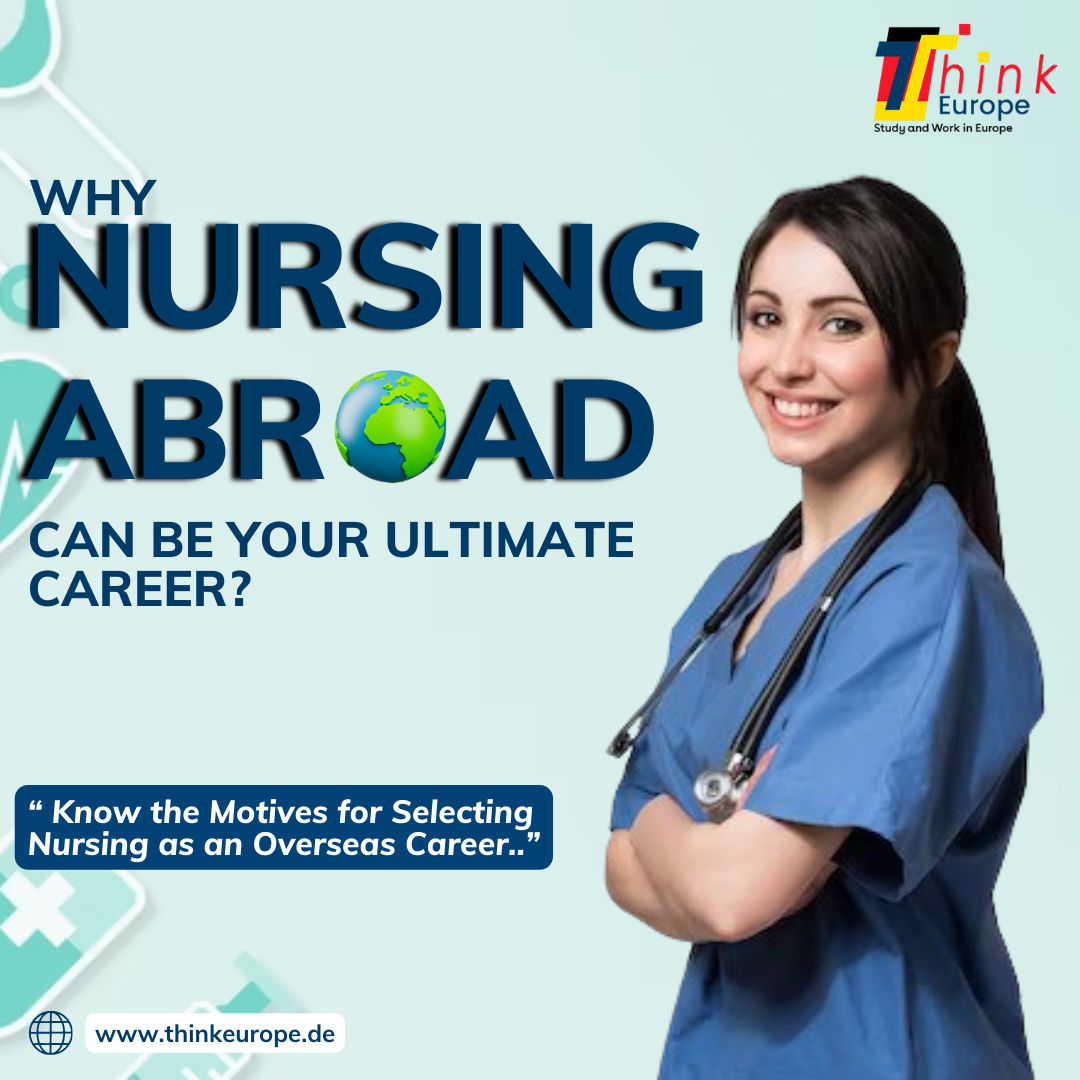 Think
Europe
Study and Work in Europe
WHY
NURSING
ABROAD
CAN BE YOUR ULTIMATE
CAREER?
“ Know the Motives for Selecting
Nursing as an Overseas Career..”
www.thinkeurope.de